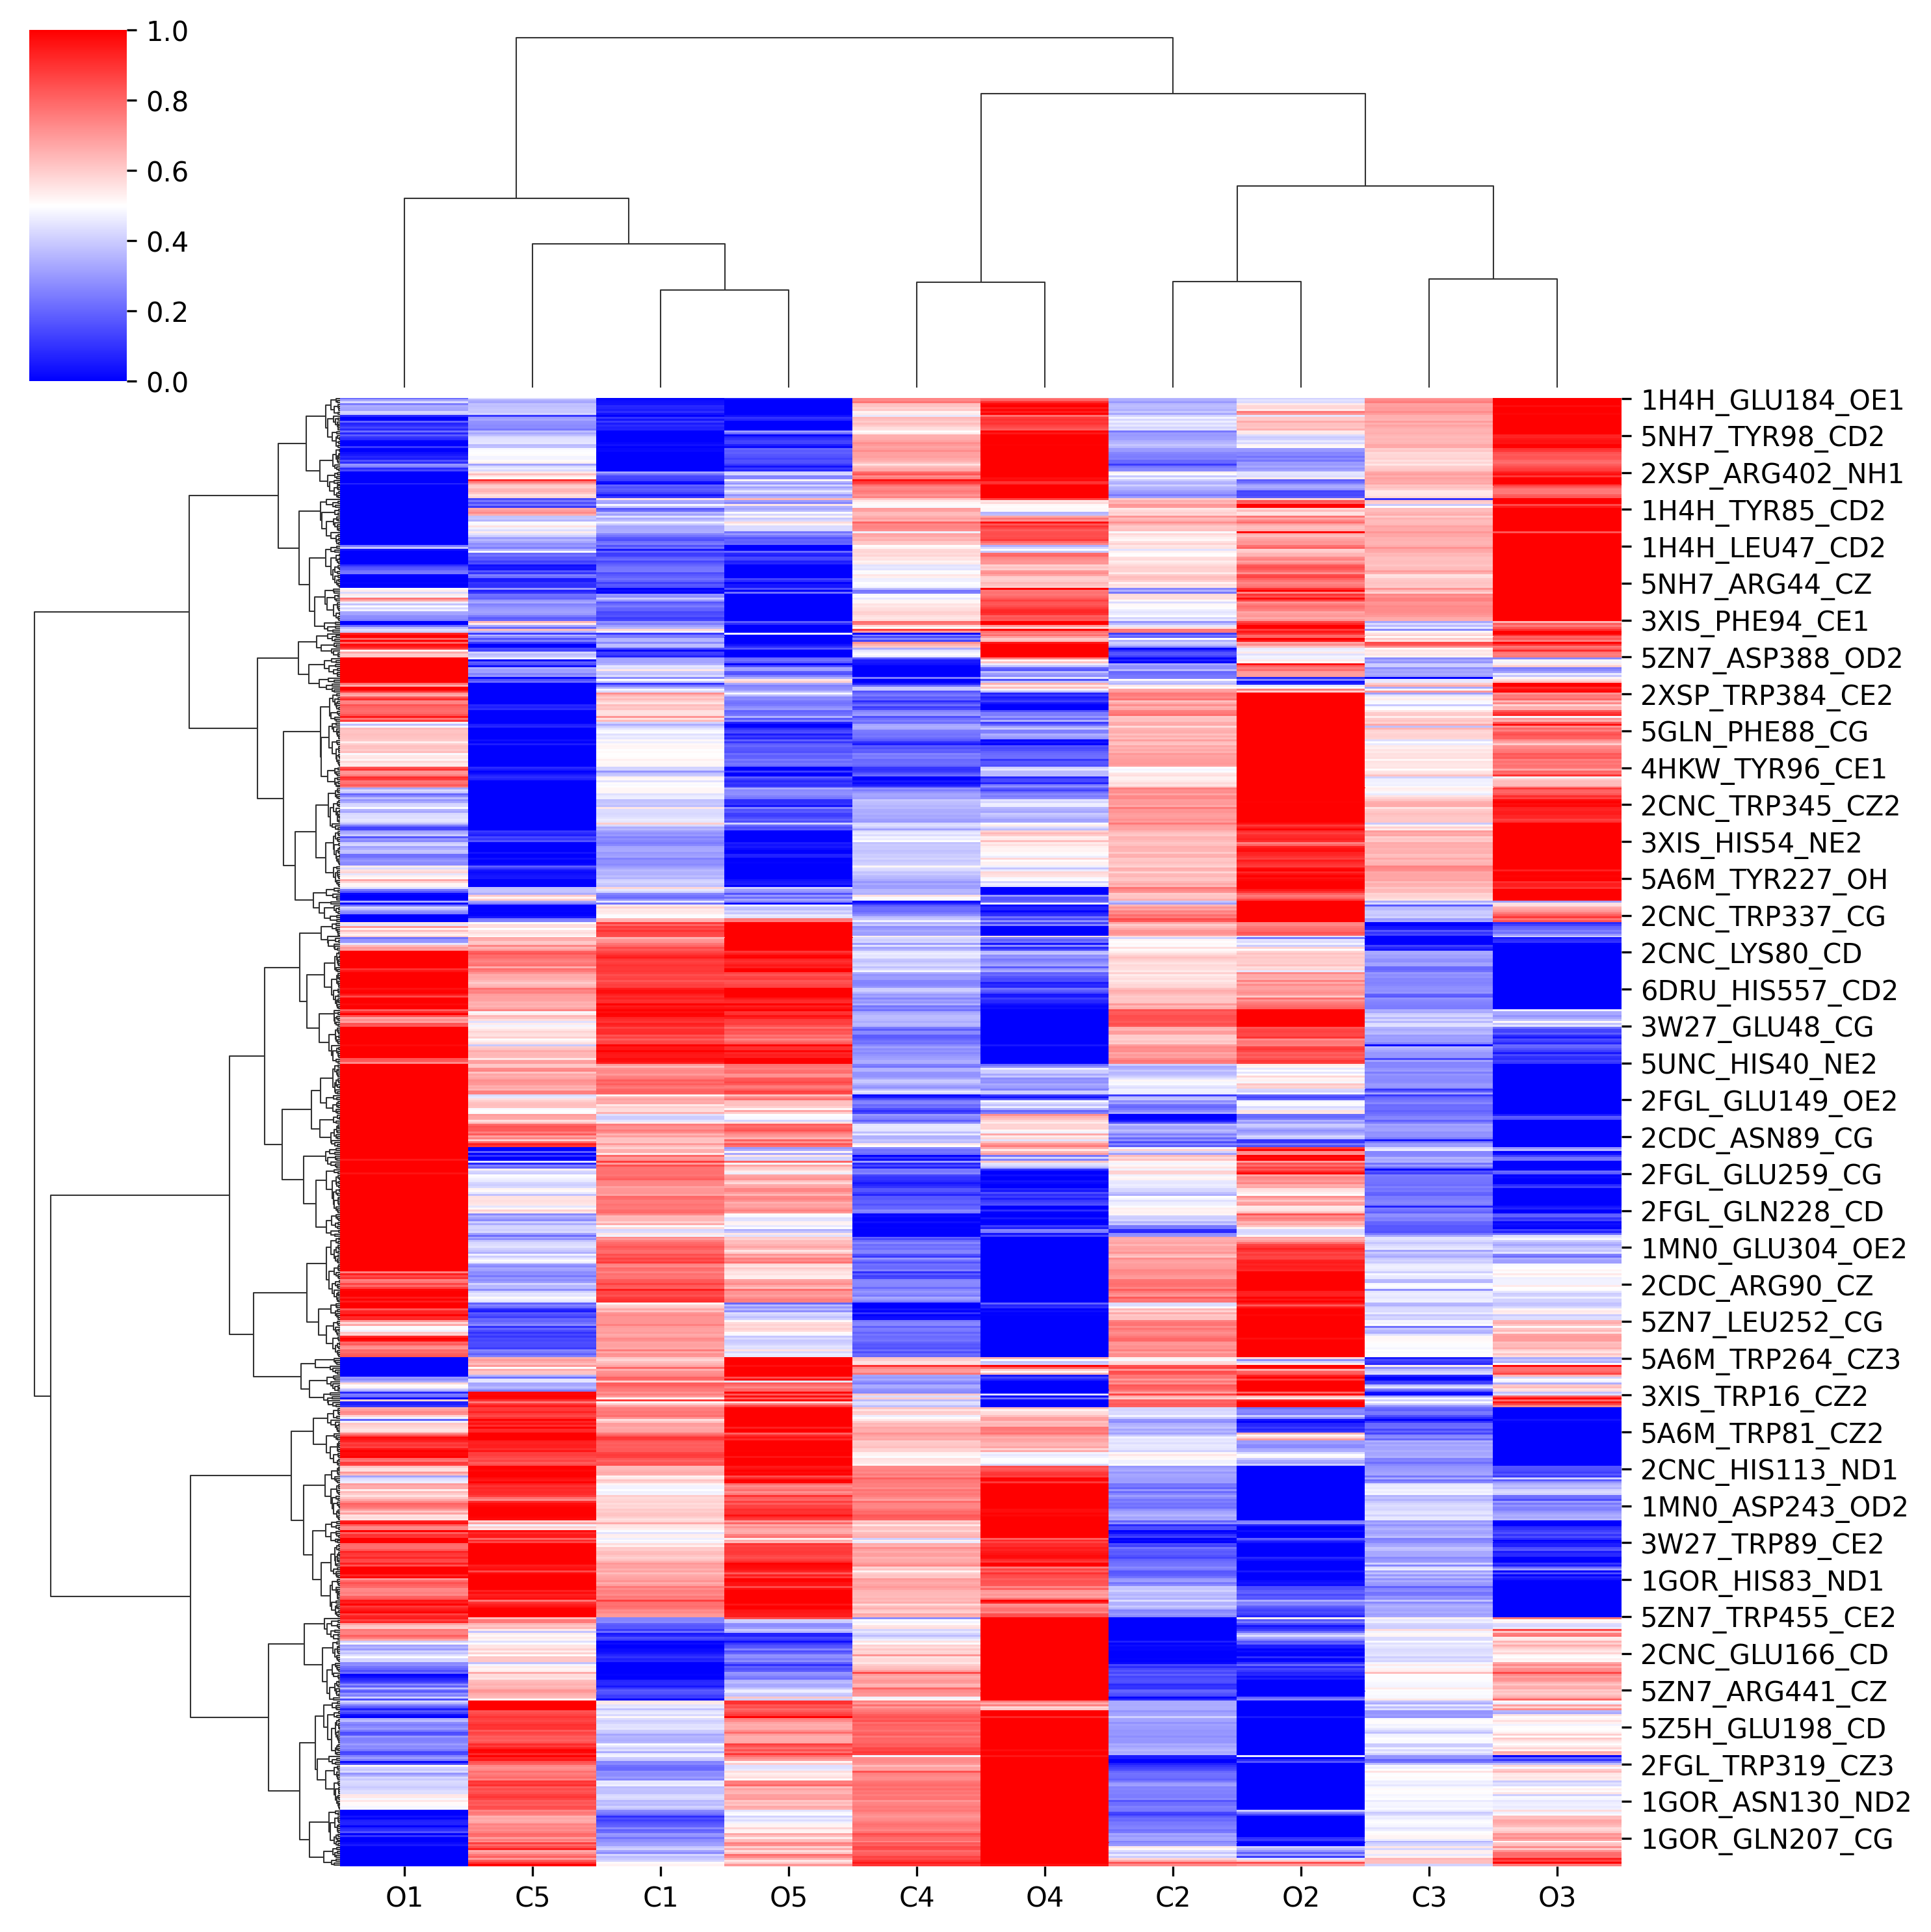 1.0
0.8
0.6
0.4
0.2
0.0
1H4H_GLU184_OE1
5NH7_TYR98_CD2
2XSP_ARG402_NH1
1H4H_TYR85_CD2
1H4H_LEU47_CD2
5NH7_ARG44_CZ
3XIS_PHE94_CE1
5ZN7_ASP388_OD2
2XSP_TRP384_CE2
5GLN_PHE88_CG
4HKW_TYR96_CE1
2CNC_TRP345_CZ2
3XIS_HIS54_NE2
5A6M_TYR227_OH
2CNC_TRP337_CG
2CNC_LYS80_CD
6DRU_HIS557_CD2
3W27_GLU48_CG
5UNC_HIS40_NE2
2FGL_GLU149_OE2
2CDC_ASN89_CG
2FGL_GLU259_CG
2FGL_GLN228_CD
1MN0_GLU304_OE2
2CDC_ARG90_CZ
5ZN7_LEU252_CG
5A6M_TRP264_CZ3
3XIS_TRP16_CZ2
5A6M_TRP81_CZ2
2CNC_HIS113_ND1
1MN0_ASP243_OD2
3W27_TRP89_CE2
1GOR_HIS83_ND1
5ZN7_TRP455_CE2
2CNC_GLU166_CD
5ZN7_ARG441_CZ
5Z5H_GLU198_CD
2FGL_TRP319_CZ3
1GOR_ASN130_ND2
1GOR_GLN207_CG
O1 C5 C1 O5 C4 O4 C2 O2 C3 O3